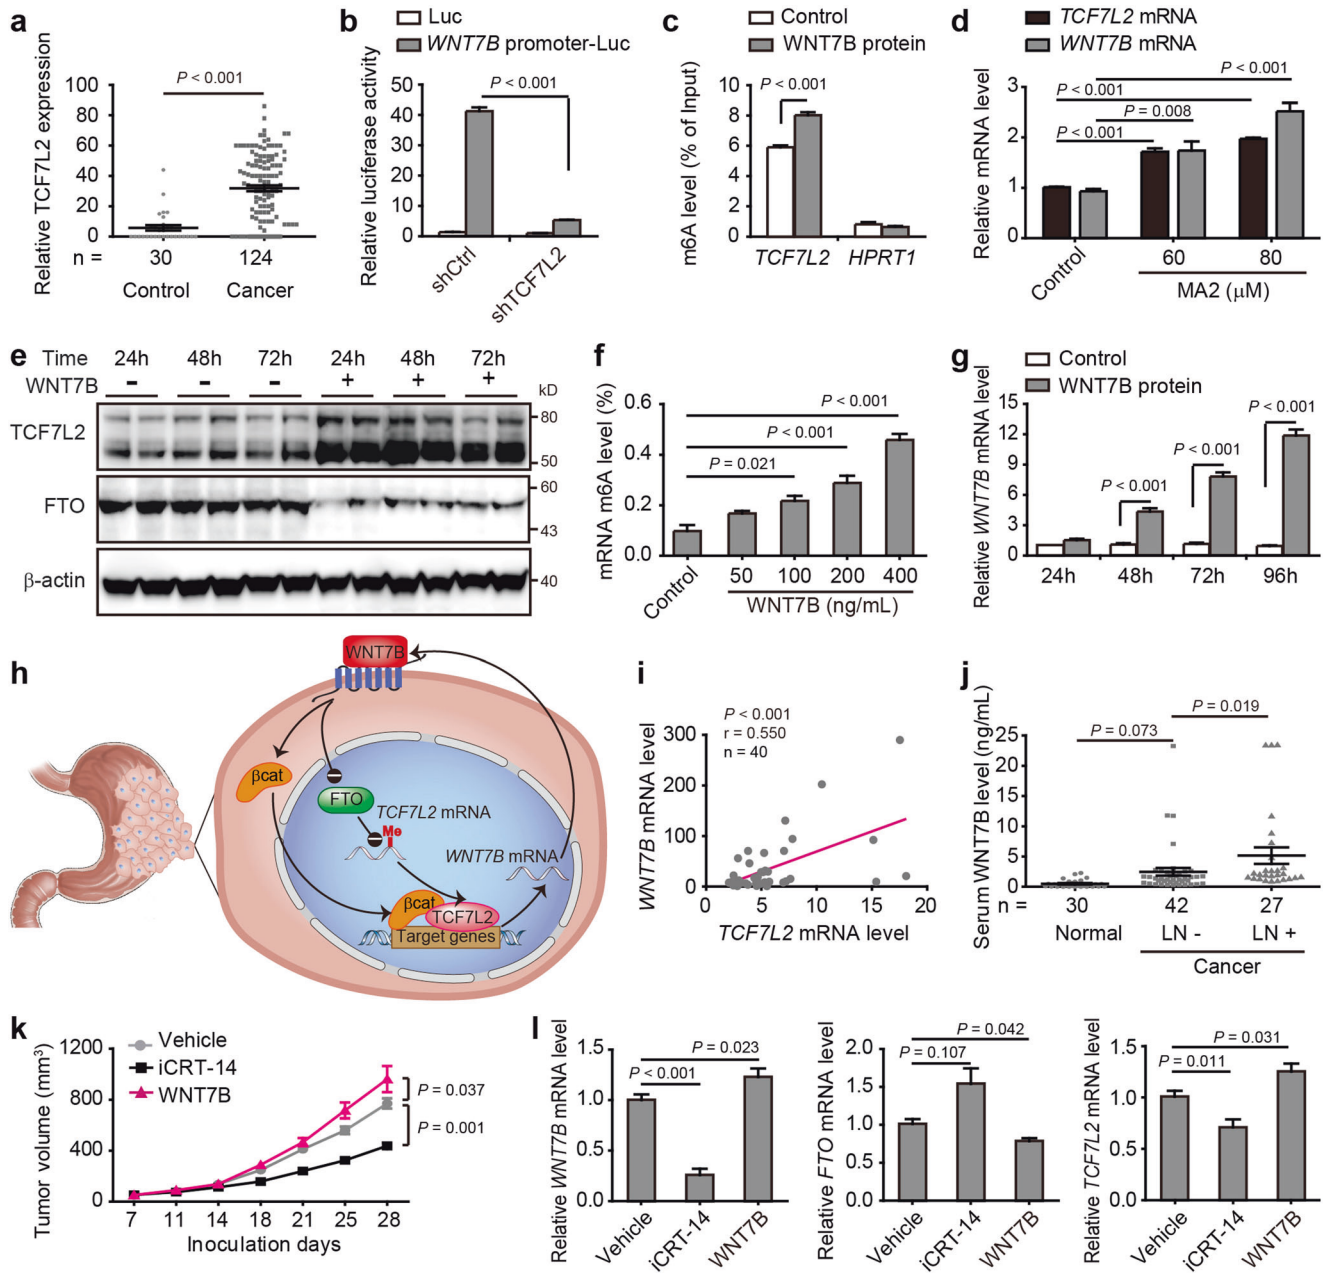 a
Relative TCF7L2 expression
P < 0.001
100
80
60
40
20
0
n = 30 124
Control Cancer
b
Luc
WNT7B promoter-Luc
Relative luciferase activity
P < 0.001
50
40
30
20
10
0
shCtrl shTCF7L2
c
Control
WNT7B protein
m6A level (% of Input)
P < 0.001
10
8
6
4
2
0
TCF7L2 HPRT1
d
TCF7L2 mRNA
WNT7B mRNA
Relative mRNA level
P < 0.001
P < 0.001
P = 0.008
P < 0.001
3
2
1
0
Control 60 80
MA2 (μM)
e
Time 24h 48h 72h 24h 48h 72h
WNT7B - - - + + +
kD
TCF7L2
80
50
FTO
60
43
β-actin
40
f
mRNA m6A level (%)
P < 0.001
P < 0.001
P = 0.021
0.6
0.4
0.2
0.0
Control 50 100 200 400
WNT7B (ng/mL)
g
Control
WNT7B protein
Relative WNT7B mRNA level
P < 0.001
P < 0.001
P < 0.001
15
12
9
6
3
0
24h 48h 72h 96h
h
WNT7B
βcat
FTO
TCF7L2 mRNA
Me
WNT7B mRNA
βcat
TCF7L2
Target genes
i
P < 0.001
r = 0.550
n = 40
WNT7B mRNA level
300
200
100
0
0 5 10 15 20
TCF7L2 mRNA level
j
Serum WNT7B level (ng/mL)
P = 0.019
P = 0.073
25
20
15
10
5
0
n = 30 42 27
Normal LN - LN +
Cancer
k
Vehicle
iCRT-14
WNT7B
Tumor volume (mm³)
1200
800
400
0
P = 0.037
P = 0.001
7 11 14 18 21 25 28
Inoculation days
l
Relative WNT7B mRNA level
P = 0.023
P < 0.001
1.5
1.0
0.5
0.0
Vehicle iCRT-14 WNT7B
Relative FTO mRNA level
P = 0.042
P = 0.107
2.0
1.5
1.0
0.5
0.0
Vehicle iCRT-14 WNT7B
Relative TCF7L2 mRNA level
P = 0.031
P = 0.011
1.5
1.0
0.5
0.0
Vehicle iCRT-14 WNT7B